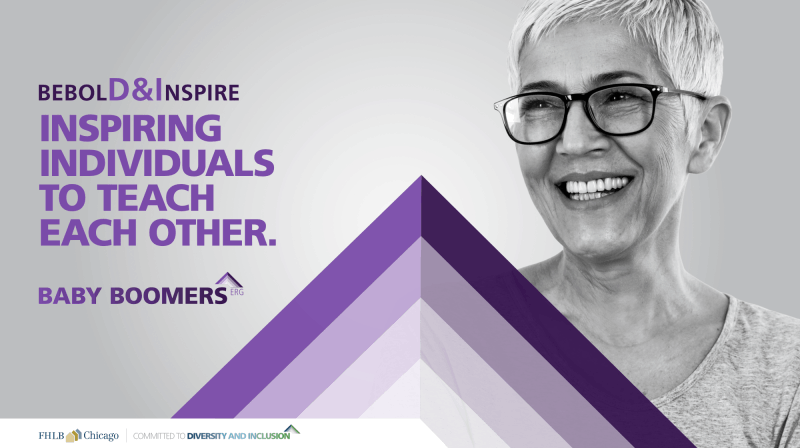 BEBOLD&INSPIRE
INSPIRING
INDIVIDUALS
TO TEACH
EACH OTHER.
BABY BOOMERS ERG
FHLB Chicago COMMITTED TO DIVERSITY AND INCLUSION